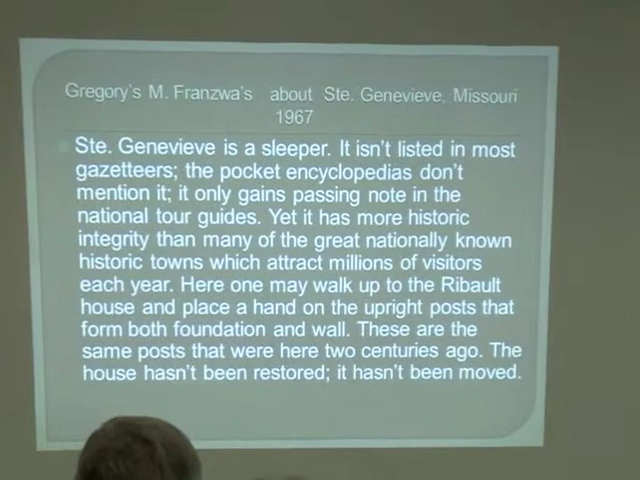 Gregory's M. Franzwa's about Ste. Genevieve, Missouri
1967
Ste. Genevieve is a sleeper. It isn't listed in most
gazetteers; the pocket encyclopedias don't
mention it; it only gains passing note in the
national tour guides. Yet it has more historic
integrity than many of the great nationally known
historic towns which attract millions of visitors
each year. Here one may walk up to the Ribault
house and place a hand on the upright posts that
form both foundation and wall. These are the
same posts that were here two centuries ago. The
house hasn't been restored; it hasn't been moved.